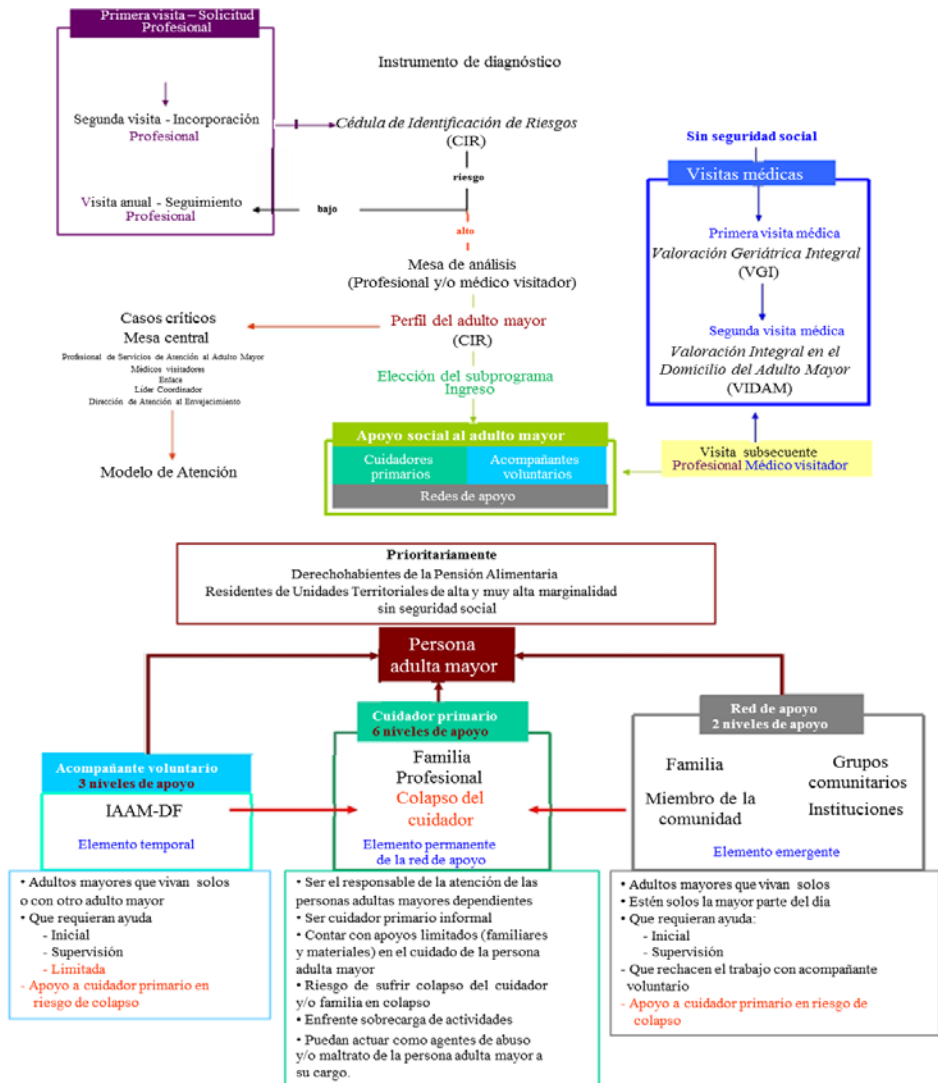 Primera visita – Solicitud
Profesional
Segunda visita - Incorporación
Profesional
Visita anual - Seguimiento
Profesional
Instrumento de diagnóstico
Cédula de Identificación de Riesgos
(CIR)
riesgo
bajo
alto
Mesa de análisis
(Profesional y/o médico visitador)
Perfil del adulto mayor
(CIR)
Elección del subprograma
Ingreso
Casos críticos
Mesa central
Profesional de Servicios de Atención al Adulto Mayor
Médicos visitadores
Enlace
Líder Coordinador
Dirección de Atención al Envejecimiento
Modelo de Atención
Sin seguridad social
Visitas médicas
Primera visita médica
Valoración Geriátrica Integral
(VGI)
Segunda visita médica
Valoración Integral en el
Domicilio del Adulto Mayor
(VIDAM)
Visita subsecuente
Profesional Médico visitador
Apoyo social al adulto mayor
Cuidadores
primarios
Acompañantes
voluntarios
Redes de apoyo
Prioritariamente
Derechohabientes de la Pensión Alimentaria
Residentes de Unidades Territoriales de alta y muy alta marginalidad
sin seguridad social
Persona
adulta mayor
Acompañante voluntario
3 niveles de apoyo
IAAM-DF
Elemento temporal
• Adultos mayores que vivan solos
o con otro adulto mayor
• Que requieran ayuda
- Inicial
- Supervisión
- Limitada
- Apoyo a cuidador primario en
riesgo de colapso
Cuidador primario
6 niveles de apoyo
Familia
Profesional
Colapso del
cuidador
Elemento permanente
de la red de apoyo
• Ser el responsable de la atención de las
personas adultas mayores dependientes
• Ser cuidador primario informal
• Contar con apoyos limitados (familiares
y materiales) en el cuidado de la persona
adulta mayor
• Riesgo de sufrir colapso del cuidador
y/o familia en colapso
• Enfrente sobrecarga de actividades
• Puedan actuar como agentes de abuso
y/o maltrato de la persona adulta mayor a
su cargo.
Red de apoyo
2 niveles de apoyo
Familia
Miembro de la
comunidad
Grupos
comunitarios
Instituciones
Elemento emergente
• Adultos mayores que vivan solos
• Estén solos la mayor parte del día
• Que requieran ayuda:
- Inicial
- Supervisión
- Que rechacen el trabajo con acompañante
voluntario
- Apoyo a cuidador primario en riesgo de
colapso